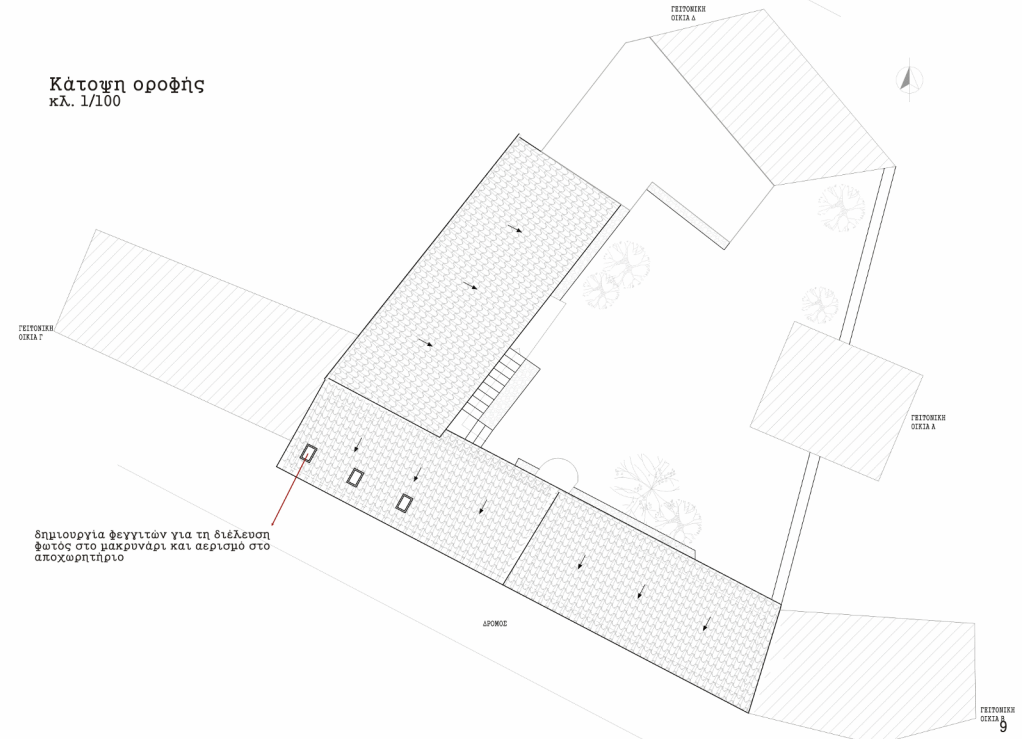 ΓΕΙΤΟΝΙΚΗ
ΟΙΚΙΑ Δ
Κάτοψη οροφής
κλ. 1/100
ΓΕΙΤΟΝΙΚΗ
ΟΙΚΙΑ Γ
ΓΕΙΤΟΝΙΚΗ
ΟΙΚΙΑ Α
δημιουργία φεγγιτών για τη διέλευση
φωτός στο μακρυνάρι και αερισμό στο
αποχωρητήριο
ΔΡΟΜΟΣ
ΓΕΙΤΟΝΙΚΗ
ΟΙΚΙΑ Β
9